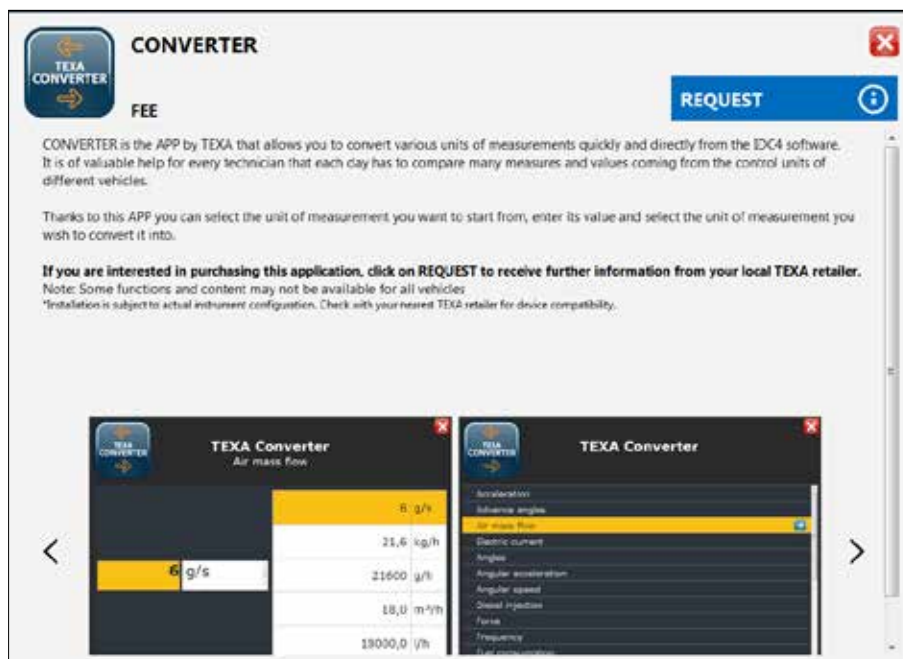 TEXA
CONVERTER
CONVERTER
FEE
REQUEST
CONVERTER is the APP by TEXA that allows you to convert various units of measurements quickly and directly from the IDC4 software.
It is of valuable help for every technician that each day has to compare many measures and values coming from the control units of
different vehicles.
Thanks to this APP you can select the unit of measurement you want to start from, enter its value and select the unit of measurement you
wish to convert it into.
If you are interested in purchasing this application, click on REQUEST to receive further information from your local TEXA retailer.
Note: Some functions and content may not be available for all vehicles
*Installation is subject to actual instrument configuration. Check with your nearest TEXA retailer for device compatibility.
TEXA
CONVERTER
TEXA Converter
Air mass flow
6 g/s
6 g/s
21,6 kg/h
21600 g/h
18,0 m³/h
18000,0 l/h
TEXA
CONVERTER
TEXA Converter
Acceleration
Advance angles
Air mass flow
Electric current
Angles
Angular acceleration
Angular speed
Diesel injection
Force
Frequency
Fuel consumption